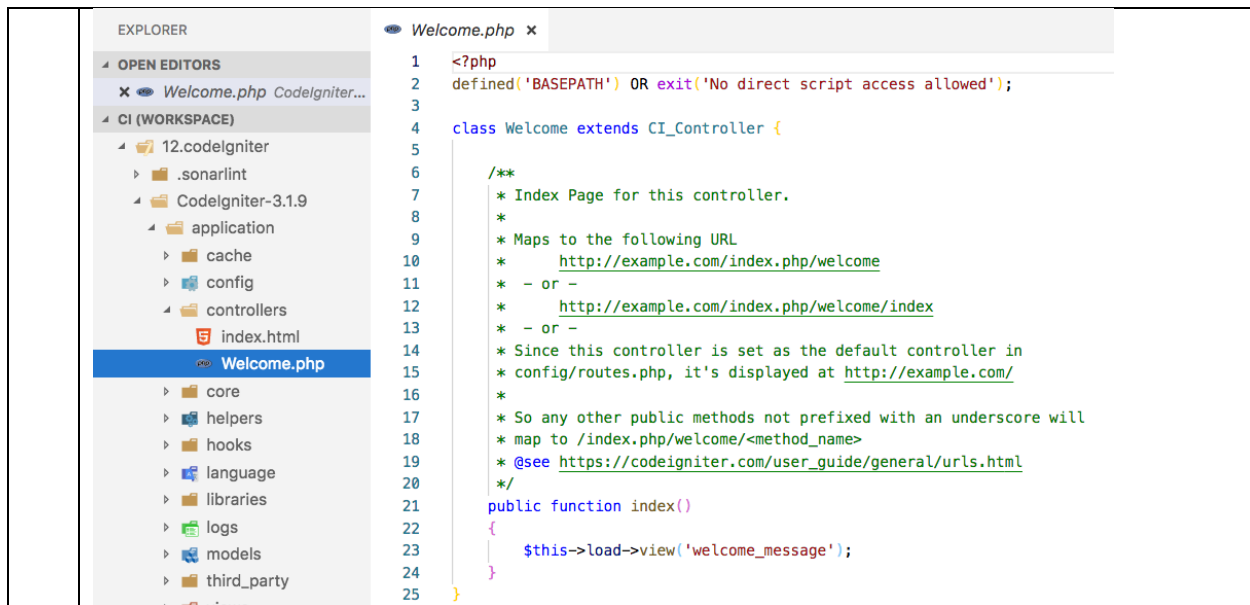 EXPLORER
OPEN EDITORS
Welcome.php CodeIgniter...
CI (WORKSPACE)
12.codeIgniter
.sonarlint
CodeIgniter-3.1.9
application
cache
config
controllers
index.html
Welcome.php
core
helpers
hooks
language
libraries
logs
models
third_party
Welcome.php
1 <?php
2 defined('BASEPATH') OR exit('No direct script access allowed');
3
4 class Welcome extends CI_Controller {
5
6 /**
7 * Index Page for this controller.
8 *
9 * Maps to the following URL
10 * http://example.com/index.php/welcome
11 * - or -
12 * http://example.com/index.php/welcome/index
13 * - or -
14 * Since this controller is set as the default controller in
15 * config/routes.php, it's displayed at http://example.com/
16 *
17 * So any other public methods not prefixed with an underscore will
18 * map to /index.php/welcome/<method_name>
19 * @see https://codeigniter.com/user_guide/general/urls.html
20 */
21 public function index()
22 {
23 $this->load->view('welcome_message');
24 }
25 }